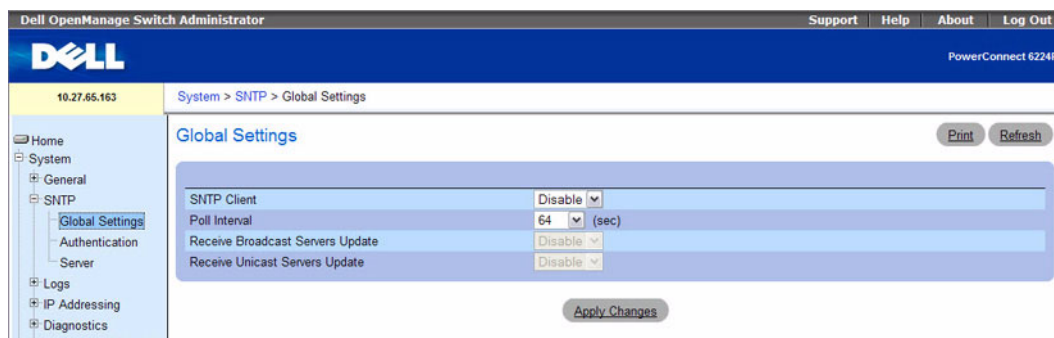 Dell OpenManage Switch Administrator
Support | Help | About | Log Out
DELL
PowerConnect 6224
10.27.65.163
System > SNTP > Global Settings
Home
System
General
SNTP
Global Settings
Authentication
Server
Logs
IP Addressing
Diagnostics
Global Settings
Print
Refresh
SNTP Client Disable
Poll Interval 64 (sec)
Receive Broadcast Servers Update Disable
Receive Unicast Servers Update Disable
Apply Changes